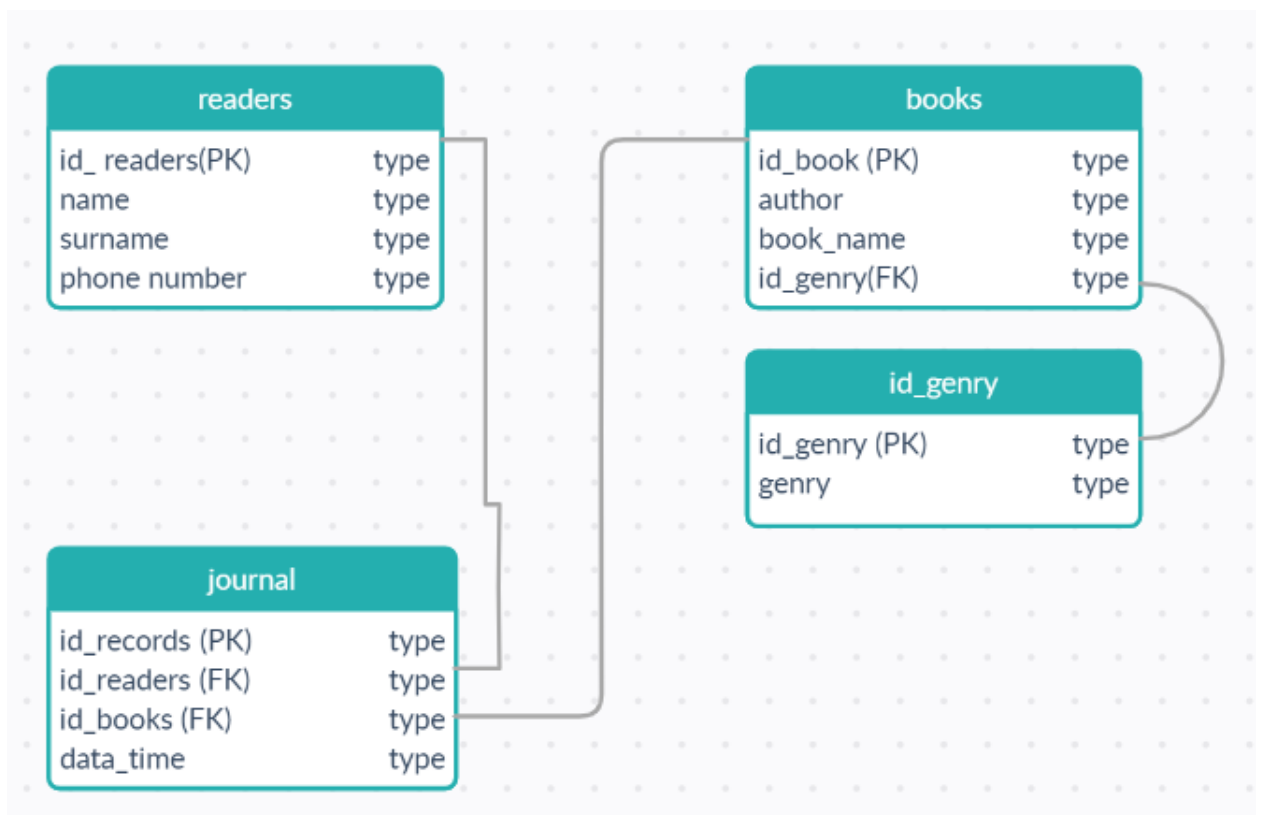 readers
id_ readers(PK) type
name type
surname type
phone number type
books
id_book (PK) type
author type
book_name type
id_genry(FK) type
id_genry
id_genry (PK) type
genry type
journal
id_records (PK) type
id_readers (FK) type
id_books (FK) type
data_time type